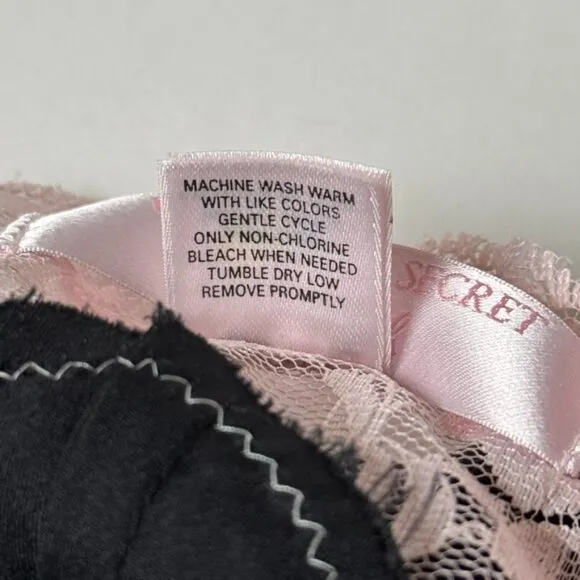 MACHINE WASH WARM
WITH LIKE COLORS
GENTLE CYCLE
ONLY NON-CHLORINE
BLEACH WHEN NEEDED
TUMBLE DRY LOW
REMOVE PROMPTLY
SECRET